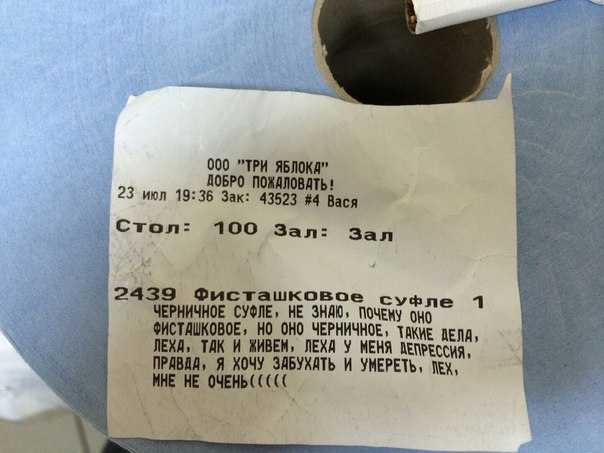 ООО "ТРИ ЯБЛОКА"
ДОБРО ПОЖАЛОВАТЬ!
23 июл 19:36 Зак: 43523 #4 Вася
Стол: 100 Зал: Зал
2439 Фисташковое суфле 1
ЧЕРНИЧНОЕ СУФЛЕ, НЕ ЗНАЮ, ПОЧЕМУ ОНО
ФИСТАШКОВОЕ, НО ОНО ЧЕРНИЧНОЕ, ТАКИЕ ДЕЛА,
ЛЕХА, ТАК И ЖИВЕМ, ЛЕХА У МЕНЯ ДЕПРЕССИЯ,
ПРАВДА, Я ХОЧУ ЗАБУХАТЬ И УМЕРЕТЬ, ЛЕХ,
МНЕ НЕ ОЧЕНЬ(((((